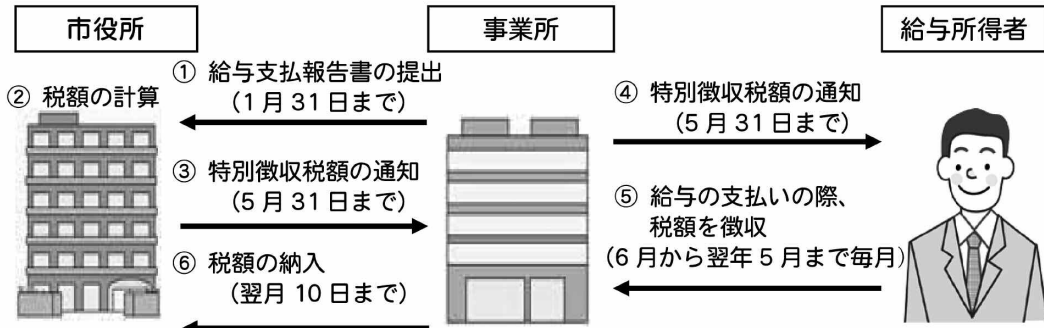 市役所
事業所
給与所得者
① 給与支払報告書の提出
(1月31日まで)
② 税額の計算
③ 特別徴収税額の通知
(5月31日まで)
④ 特別徴収税額の通知
(5月31日まで)
⑤ 給与の支払いの際、
税額を徴収
(6月から翌年5月まで毎月)
⑥ 税額の納入
(翌月10日まで)